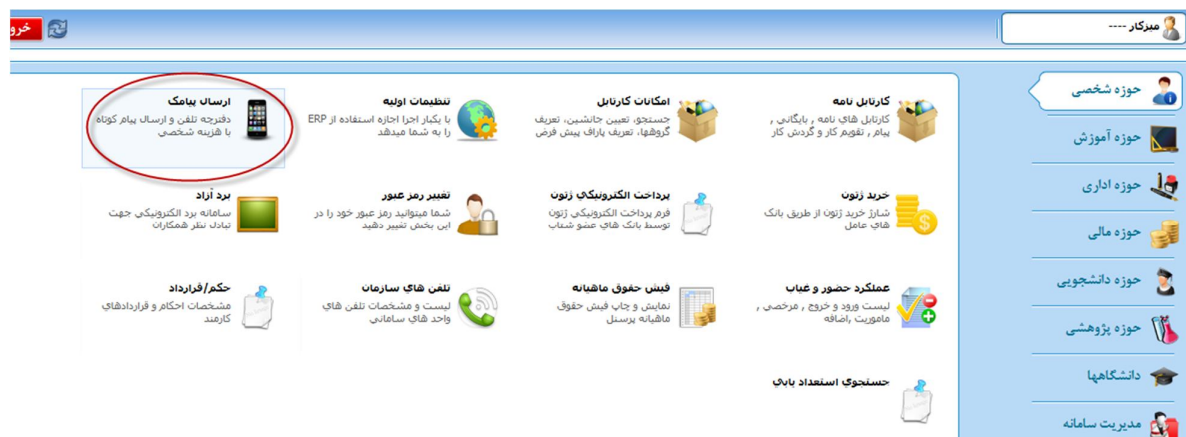 میزکار ----
خرو
حوزه شخصی
حوزه آموزش
حوزه اداری
حوزه مالی
حوزه دانشجویی
حوزه پژوهشی
دانشگاهها
مدیریت سامانه
کارتابل نامه
کارتابل های نامه , بایگانی ,
پیام , تقویم کار و گردش کار
امکانات کارتابل
جستجو، تعیین جانشین، تعریف
گروهها، تعریف پاراف پیش فرض
تنظیمات اولیه
با یکبار اجرا اجازه استفاده از ERP
را به شما میدهد
ارسال پیامک
دفترچه تلفن و ارسال پیام کوتاه
با هزینه شخصی
خرید ژتون
شارژ خرید ژتون از طریق بانک
های عامل
پرداخت الکترونیکی ژتون
فرم پرداخت الکترونیکی ژتون
توسط بانک های عضو شتاب
تغییر رمز عبور
شما میتوانید رمز عبور خود را در
این بخش تغییر دهید
برد آزاد
سامانه برد الکترونیکی جهت
تبادل نظر همکاران
عملکرد حضور و غیاب
لیست ورود و خروج , مرخصی ,
ماموریت ,اضافه
فیش حقوق ماهیانه
نمایش و چاپ فیش حقوق
ماهیانه پرسنل
تلفن های سازمان
لیست و مشخصات تلفن های
واحد های سامانی
حکم/قرارداد
مشخصات احکام و قراردادهای
کارمند
جستجوی استعداد یابی